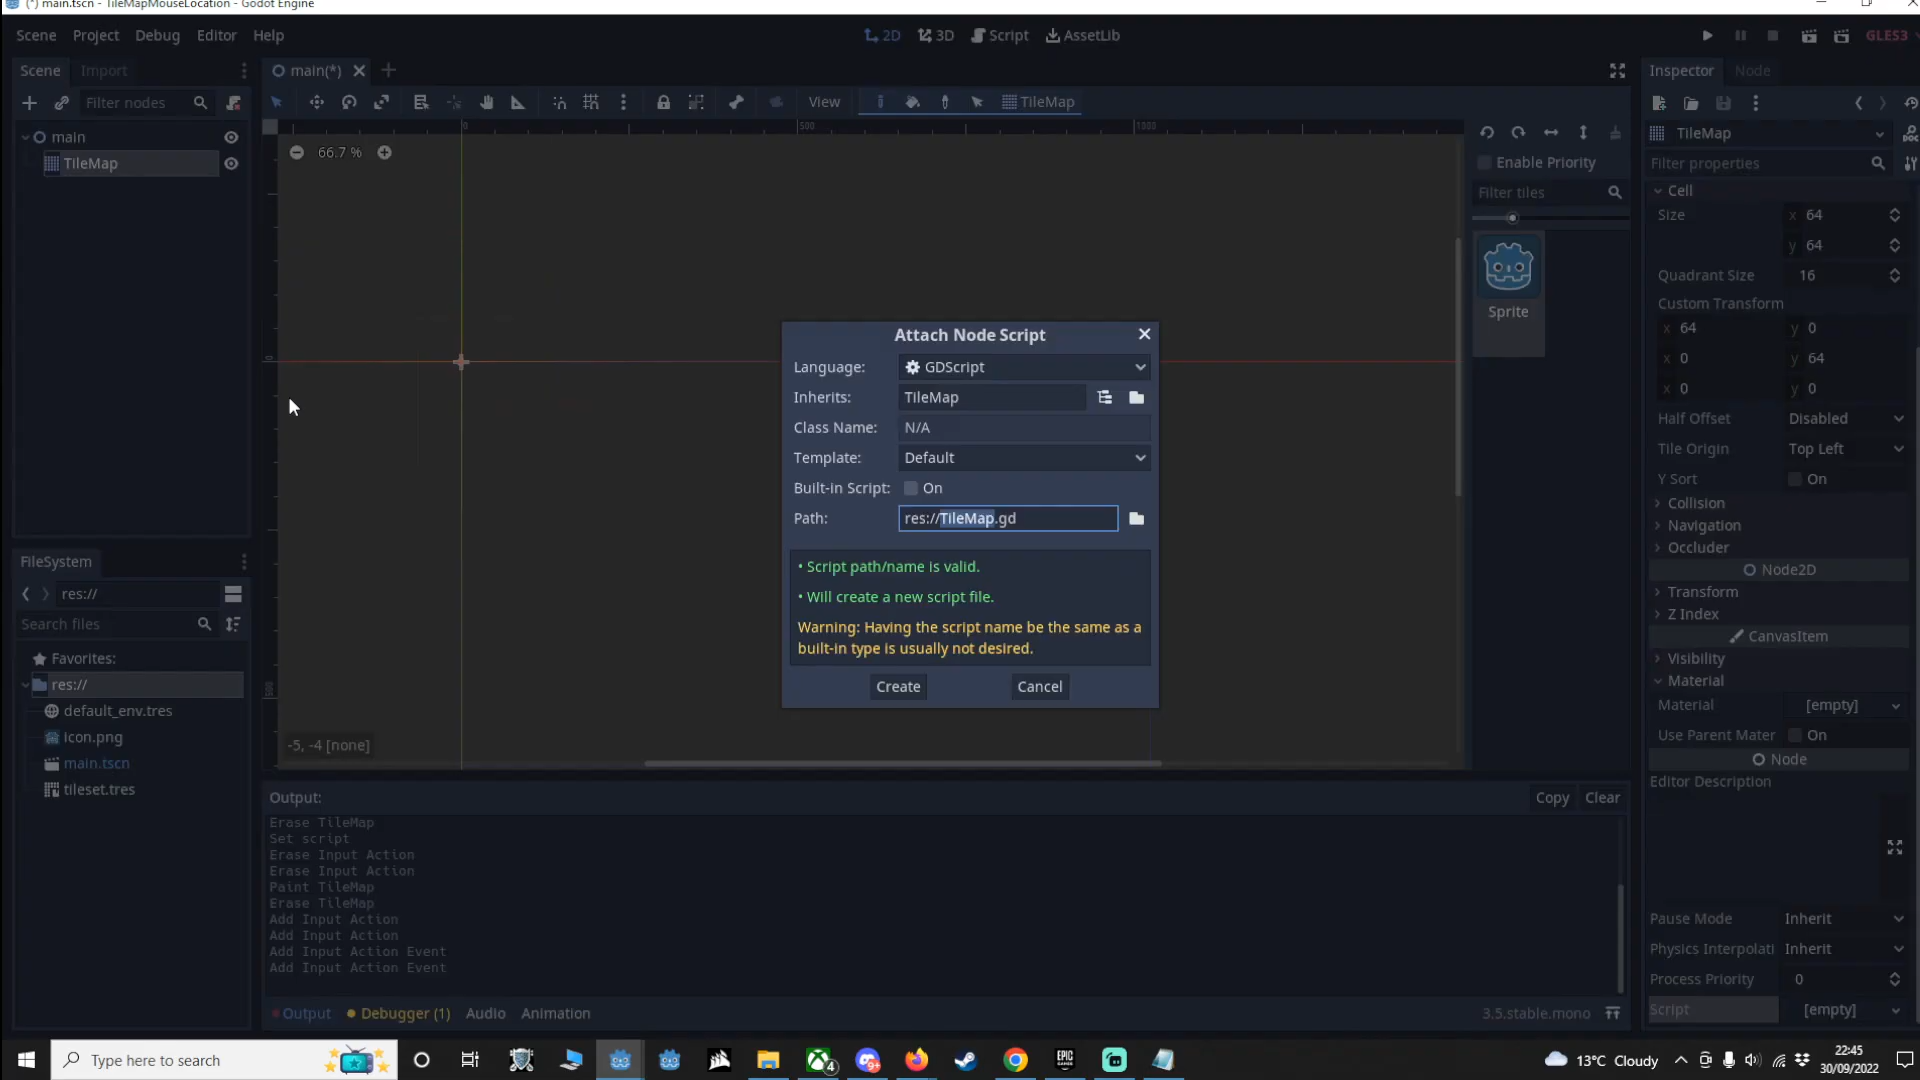 (*) main.tscn - TileMapMouseLocation - Godot Engine
Scene Project Debug Editor Help
2D 3D Script AssetLib
GLES3
Scene Import
main(*)
Inspector Node
Filter nodes
View
TileMap
main
TileMap
66.7 %
0 500 1000
0
500
Enable Priority
Filter tiles
Sprite
TileMap
Filter properties
Cell
Size x 64
y 64
Quadrant Size 16
Custom Transform
x 64 y 0
x 0 y 64
x 0 y 0
Half Offset Disabled
Tile Origin Top Left
Y Sort On
Collision
Navigation
Occluder
Node2D
Transform
Z Index
CanvasItem
Visibility
Material
Material [empty]
Use Parent Mater On
Node
Editor Description
Pause Mode Inherit
Physics Interpolati Inherit
Process Priority 0
Script [empty]
Attach Node Script
Language: GDScript
Inherits: TileMap
Class Name: N/A
Template: Default
Built-in Script: On
Path: res://TileMap.gd
• Script path/name is valid.
• Will create a new script file.
Warning: Having the script name be the same as a
built-in type is usually not desired.
Create Cancel
-5, -4 [none]
FileSystem
res://
Search files
Favorites:
res://
default_env.tres
icon.png
main.tscn
tileset.tres
Output:
Copy Clear
Erase TileMap
Set script
Erase Input Action
Erase Input Action
Paint TileMap
Erase TileMap
Add Input Action
Add Input Action
Add Input Action Event
Add Input Action Event
Output Debugger (1) Audio Animation
3.5.stable.mono
Type here to search
4
9+
13°C Cloudy
22:45
30/09/2022